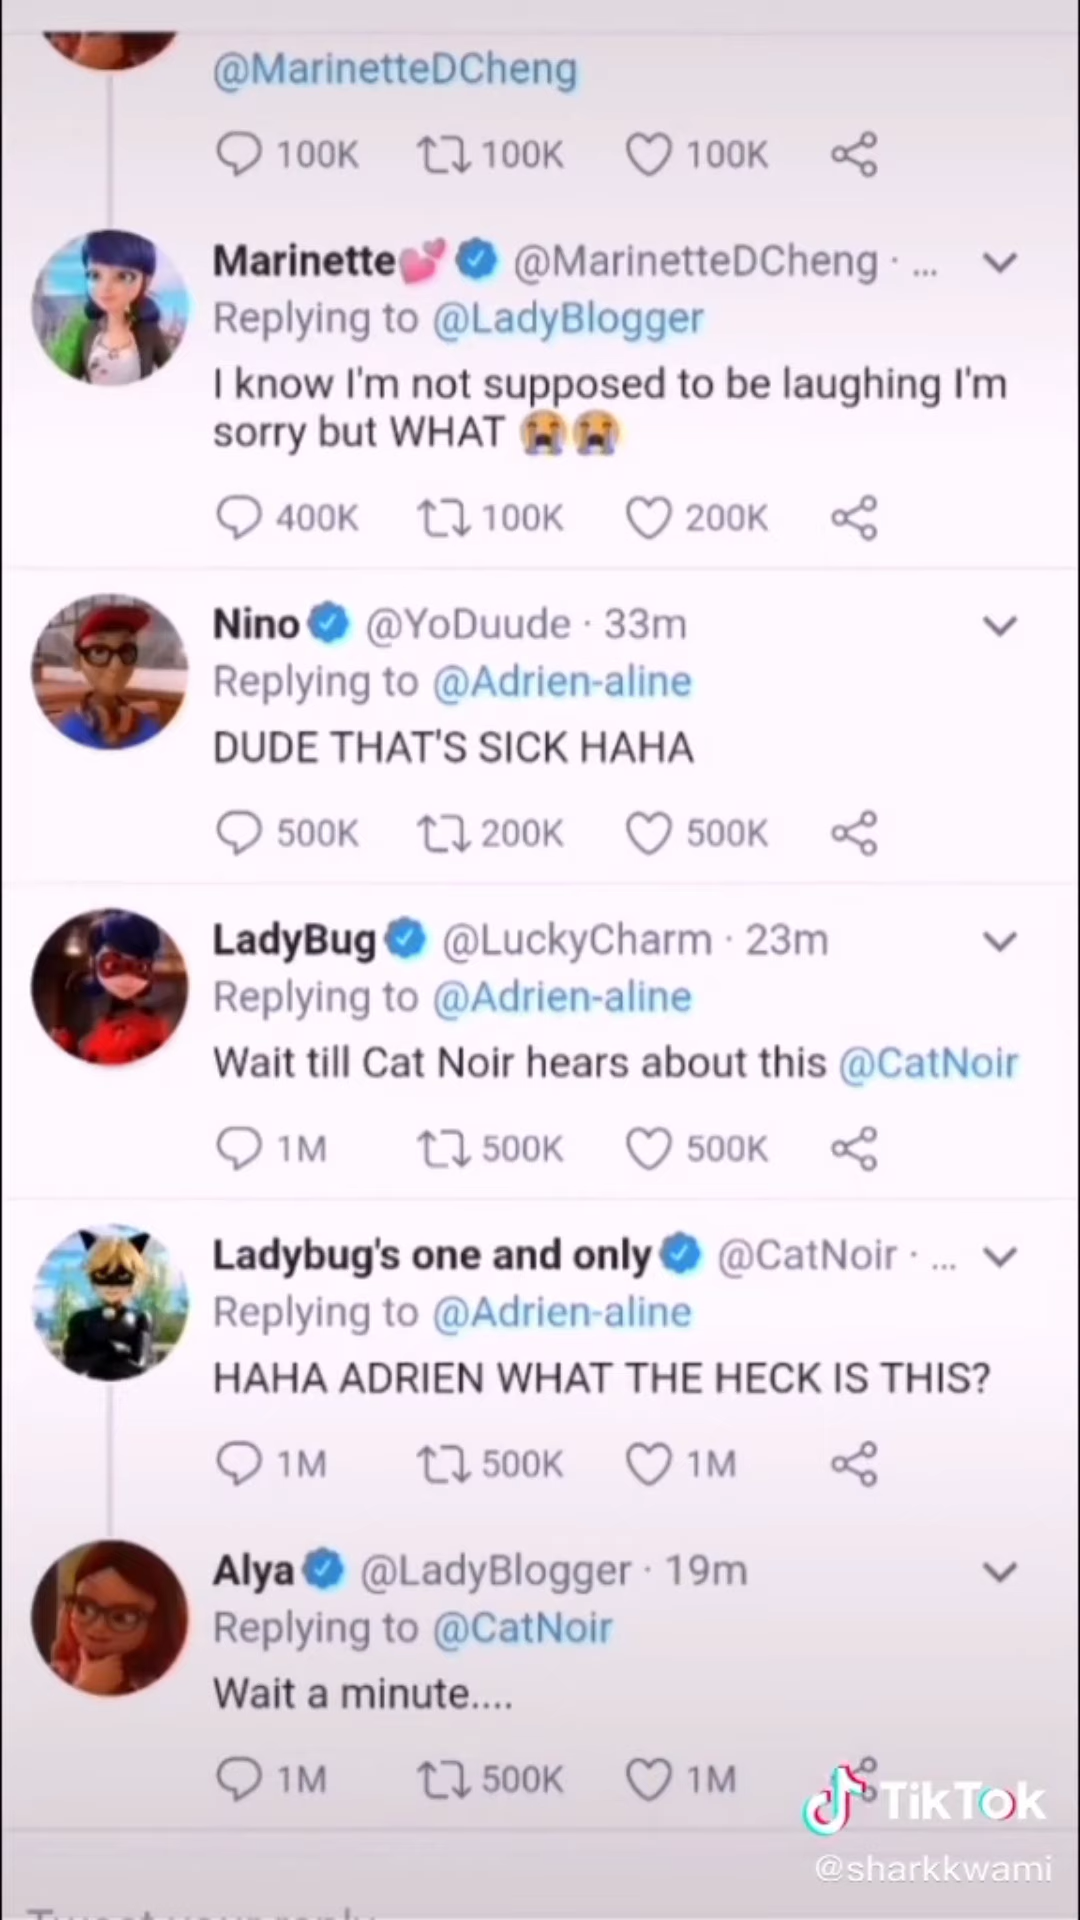 @MarinetteDCheng
100K 100K 100K
Marinette💕 @MarinetteDCheng · ...
Replying to @LadyBlogger
I know I'm not supposed to be laughing I'm
sorry but WHAT 😭😭
400K 100K 200K
Nino @YoDuude · 33m
Replying to @Adrien-aline
DUDE THAT'S SICK HAHA
500K 200K 500K
LadyBug @LuckyCharm · 23m
Replying to @Adrien-aline
Wait till Cat Noir hears about this @CatNoir
1M 500K 500K
Ladybug's one and only @CatNoir · ...
Replying to @Adrien-aline
HAHA ADRIEN WHAT THE HECK IS THIS?
1M 500K 1M
Alya @LadyBlogger · 19m
Replying to @CatNoir
Wait a minute....
1M 500K 1M
TikTok
@sharkkwami
Tweet your reply